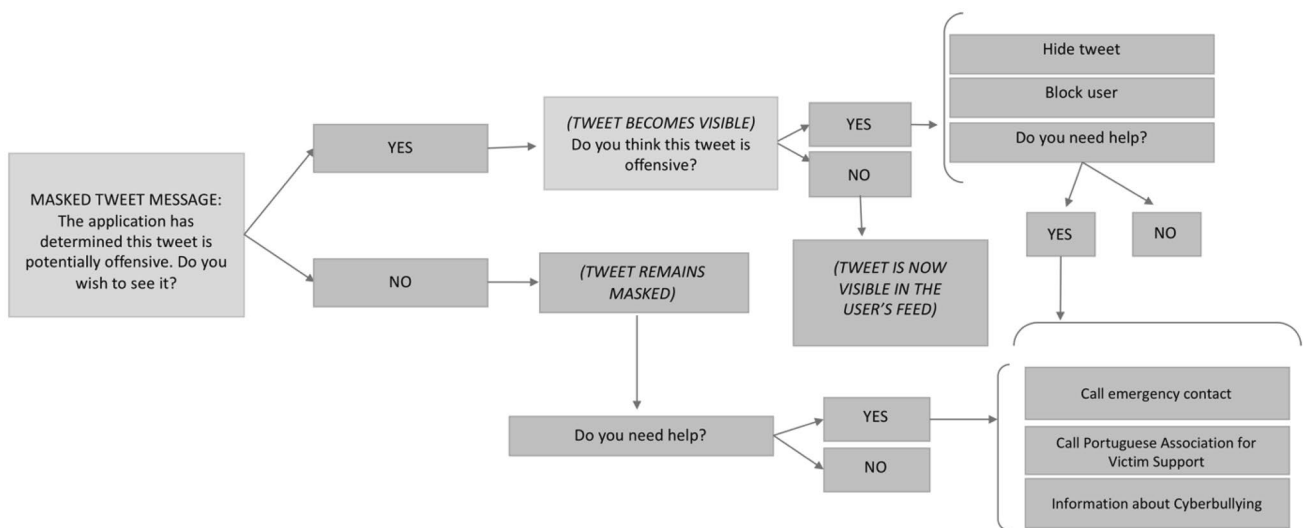 MASKED TWEET MESSAGE:
The application has
determined this tweet is
potentially offensive. Do you
wish to see it?
YES
NO
(TWEET BECOMES VISIBLE)
Do you think this tweet is
offensive?
(TWEET REMAINS
MASKED)
YES
NO
(TWEET IS NOW
VISIBLE IN THE
USER’S FEED)
Hide tweet
Block user
Do you need help?
YES
NO
Do you need help?
YES
NO
Call emergency contact
Call Portuguese Association for
Victim Support
Information about Cyberbullying